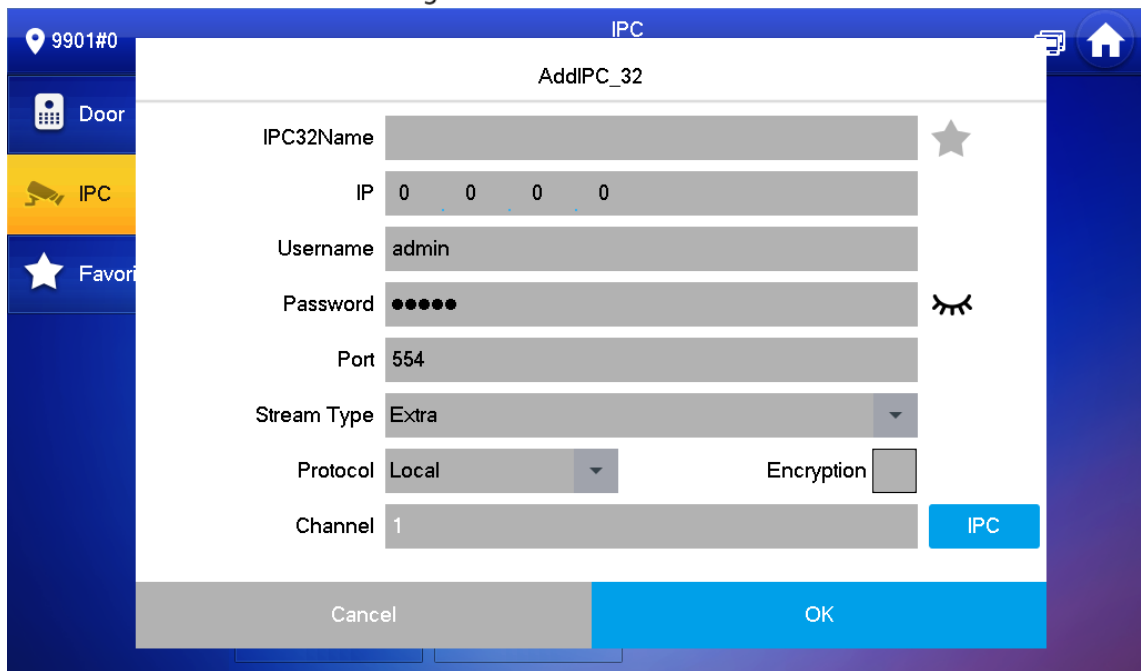 9901#0
IPC
Door
IPC
Favori
AddIPC_32
IPC32Name
IP 0 . 0 . 0 . 0
Username admin
Password ●●●●●
Port 554
Stream Type Extra
Protocol Local Encryption
Channel 1 IPC
Cancel OK